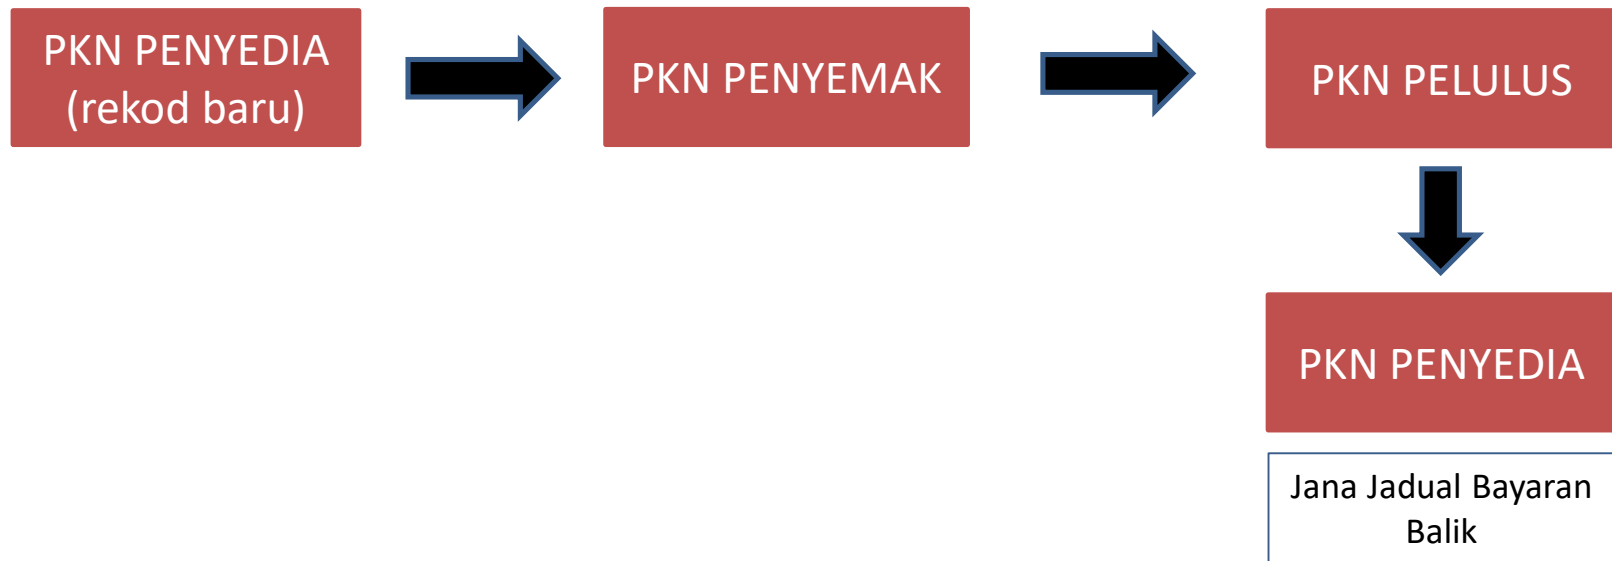 PKN PENYEDIA
(rekod baru)
PKN PENYEMAK
PKN PELULUS
PKN PENYEDIA
Jana Jadual Bayaran
Balik